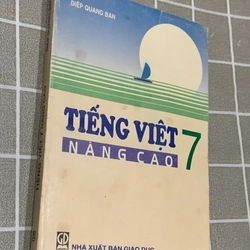 DIỆP QUANG BAN
TIẾNG VIỆT
NÂNG CAO 7
NHÀ XUẤT BẢN GIÁO DỤC